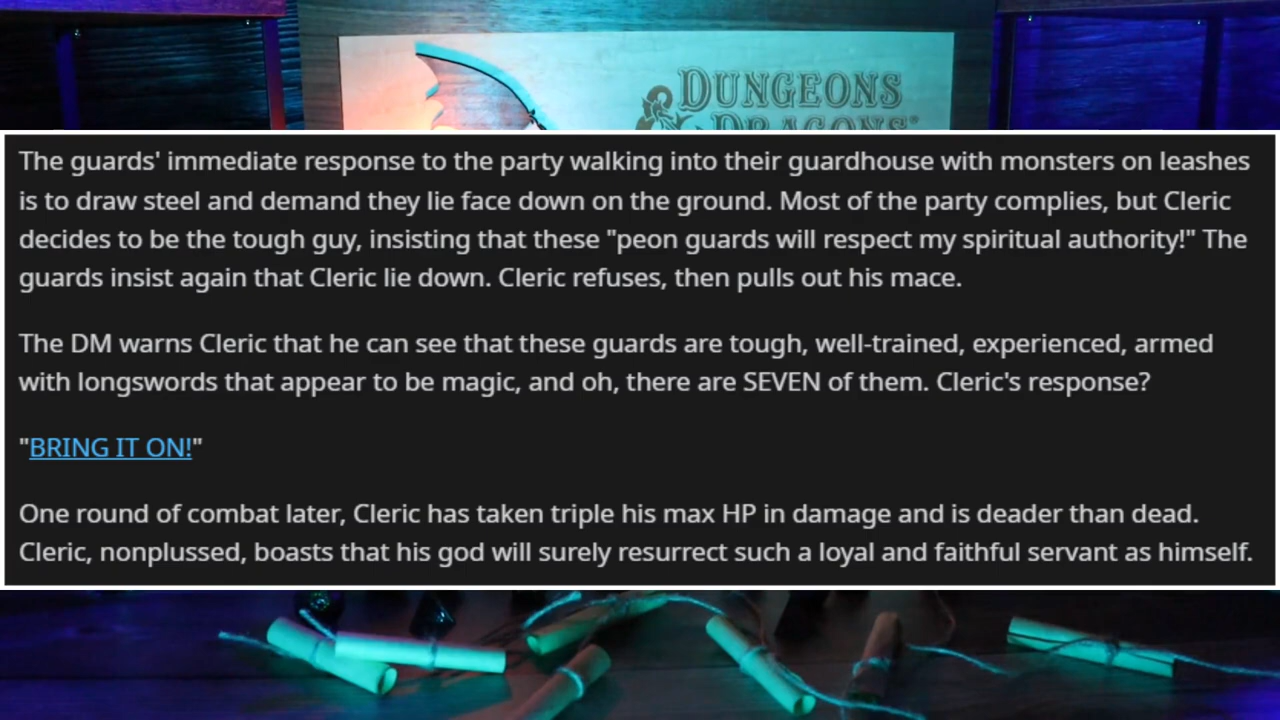 DUNGEONS
DRAGONS
The guards' immediate response to the party walking into their guardhouse with monsters on leashes
is to draw steel and demand they lie face down on the ground. Most of the party complies, but Cleric
decides to be the tough guy, insisting that these "peon guards will respect my spiritual authority!" The
guards insist again that Cleric lie down. Cleric refuses, then pulls out his mace.
The DM warns Cleric that he can see that these guards are tough, well-trained, experienced, armed
with longswords that appear to be magic, and oh, there are SEVEN of them. Cleric's response?
"BRING IT ON!"
One round of combat later, Cleric has taken triple his max HP in damage and is deader than dead.
Cleric, nonplussed, boasts that his god will surely resurrect such a loyal and faithful servant as himself.